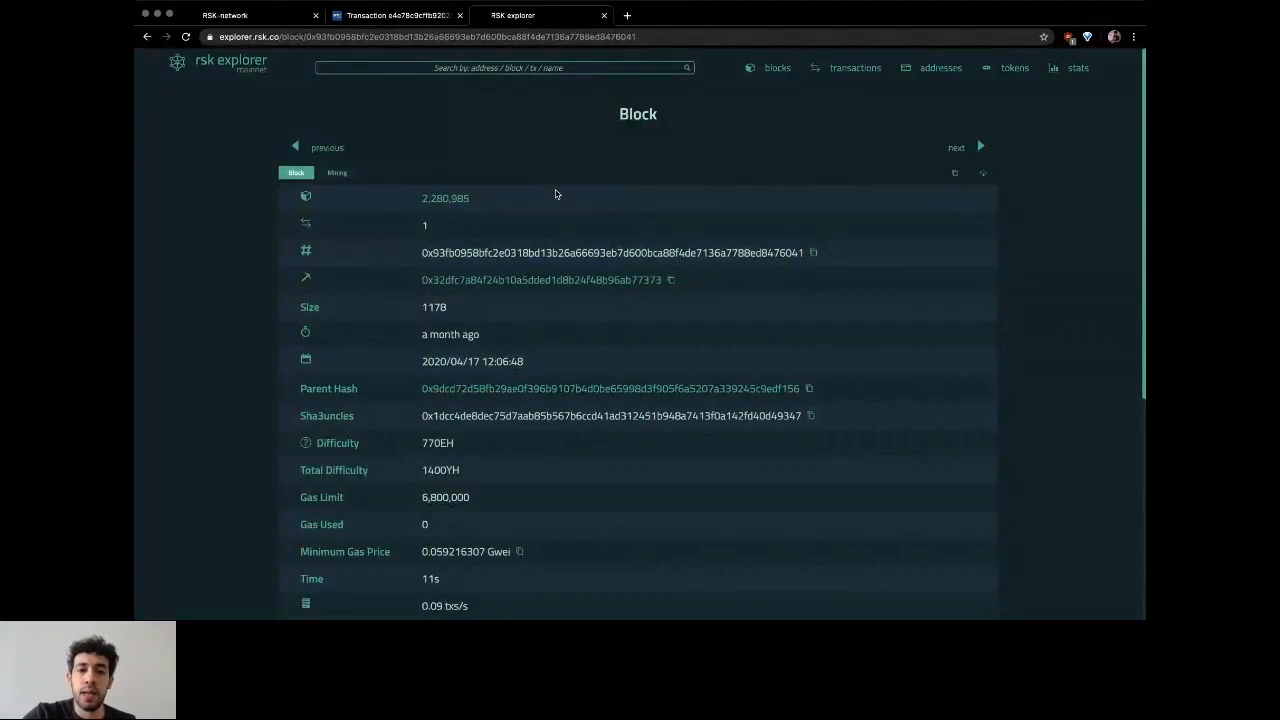 RSK-network
Transaction e4e78c9cffb9202
RSK explorer
explorer.rsk.co/block/0x93fb0958bfc2e0318bd13b26a66693eb7d600bca88f4de7136a7788ed8476041
rsk explorer
mainnet
Search by: address / block / tx / name
blocks
transactions
addresses
tokens
stats
Block
previous
next
Block
Mining
2,280,985
1
0x93fb0958bfc2e0318bd13b26a66693eb7d600bca88f4de7136a7788ed8476041
0x32dfc7a84f24b10a5dded1d8b24f48b96ab77373
Size 1178
a month ago
2020/04/17 12:06:48
Parent Hash 0x9dcd72d58fb29ae0f396b9107b4d0be65998d3f905f6a5207a339245c9edf156
Sha3uncles 0x1dcc4de8dec75d7aab85b567b6ccd41ad312451b948a7413f0a142fd40d49347
Difficulty 770EH
Total Difficulty 1400YH
Gas Limit 6,800,000
Gas Used 0
Minimum Gas Price 0.059216307 Gwei
Time 11s
0.09 txs/s